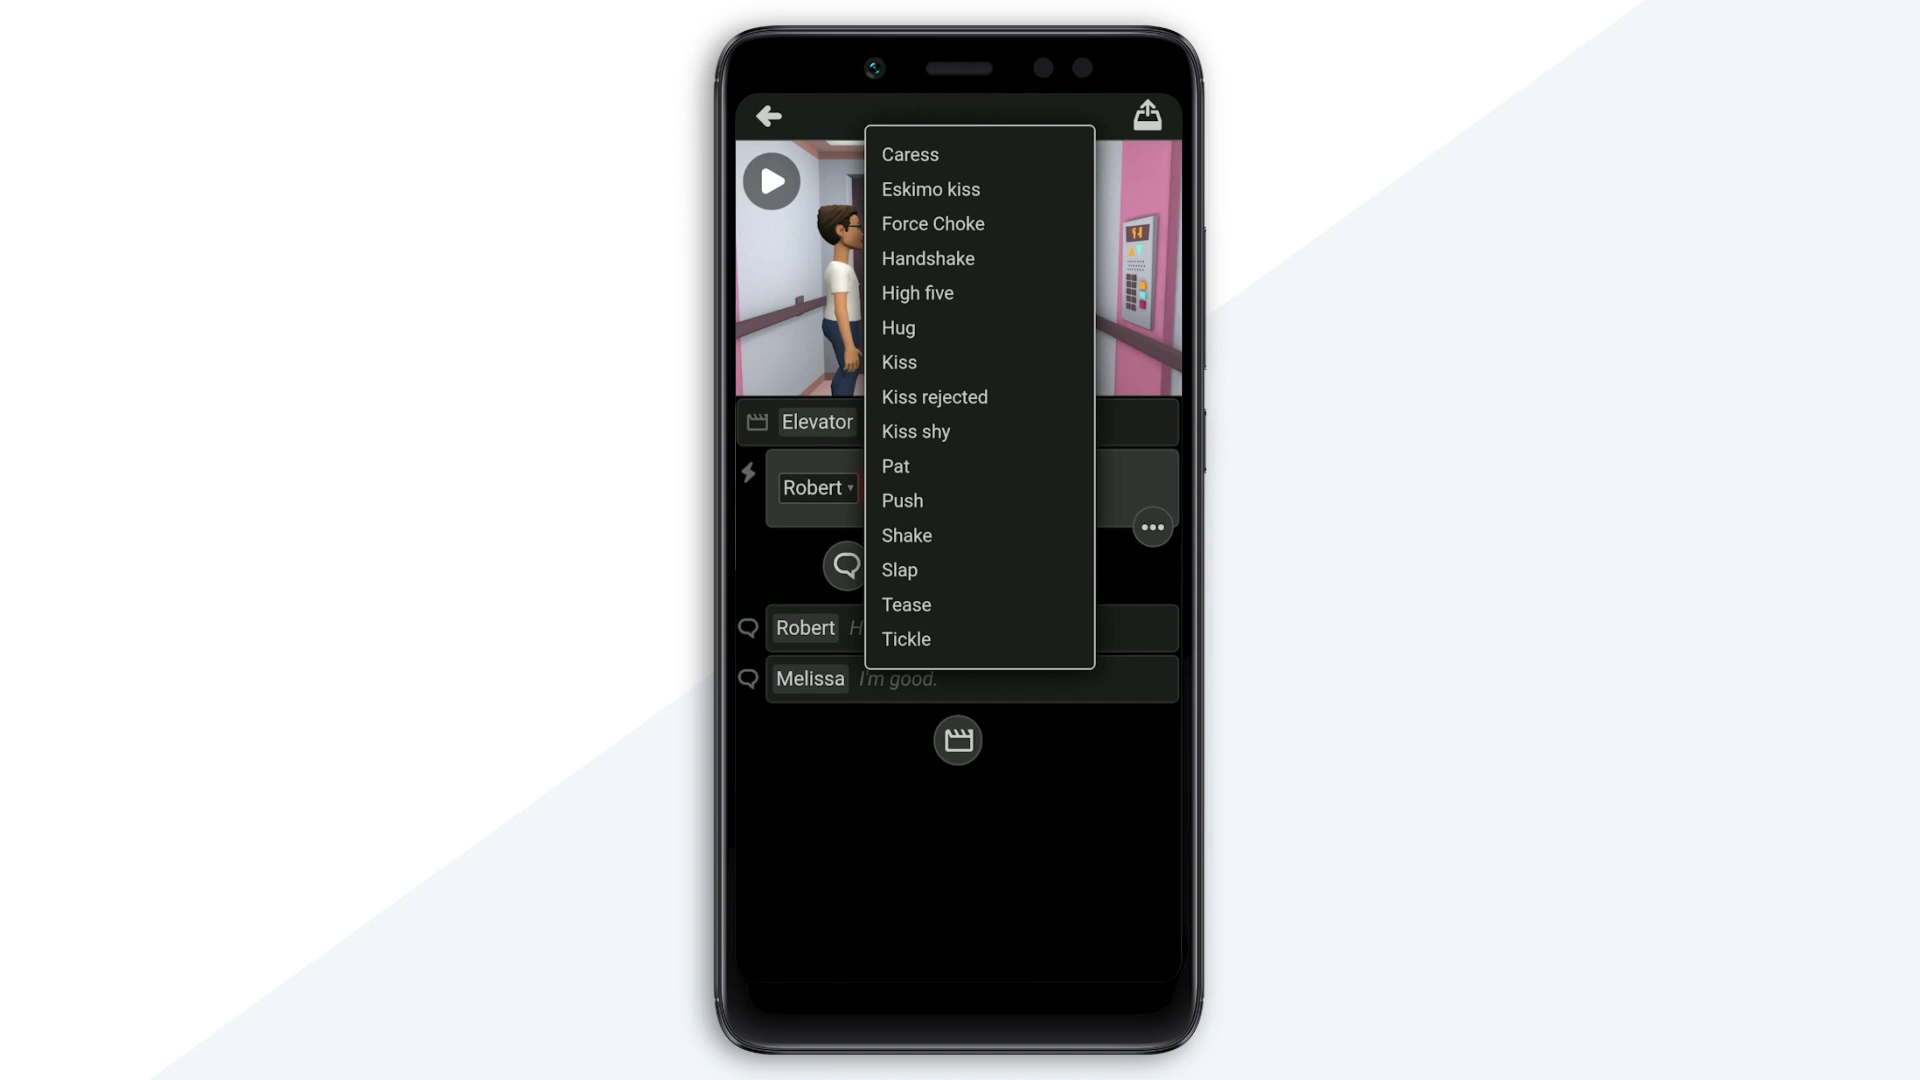 Caress
Eskimo kiss
Force Choke
Handshake
High five
Hug
Kiss
Kiss rejected
Kiss shy
Pat
Push
Shake
Slap
Tease
Tickle
Elevator
Robert
Robert
Melissa I'm good.